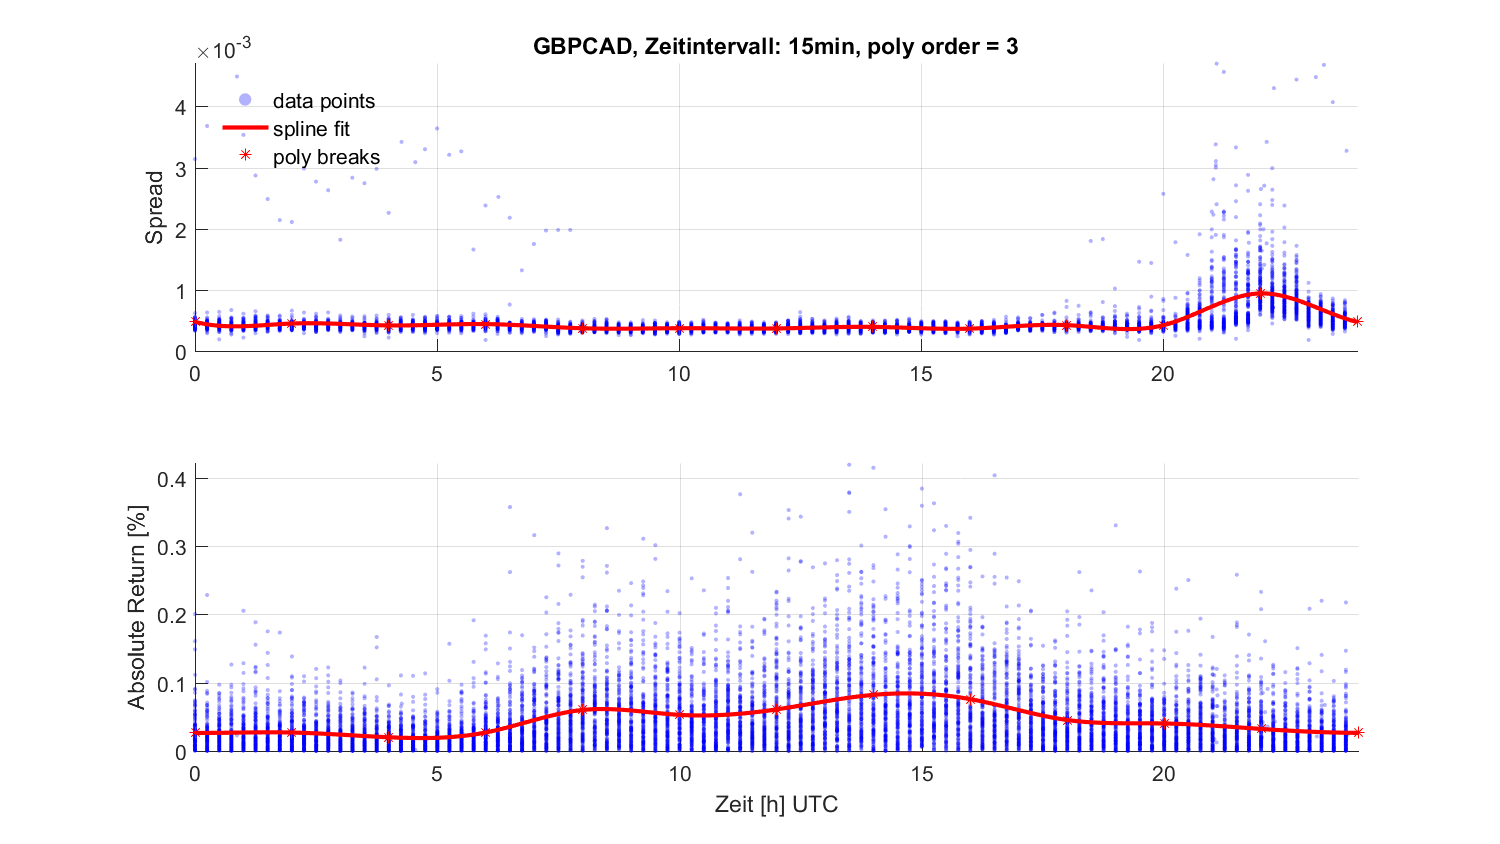 GBPCAD, Zeitintervall: 15min, poly order = 3
×10-3
data points
spline fit
poly breaks
Spread
4
3
2
1
0
0 5 10 15 20
Absolute Return [%]
0.4
0.3
0.2
0.1
0
0 5 10 15 20
Zeit [h] UTC